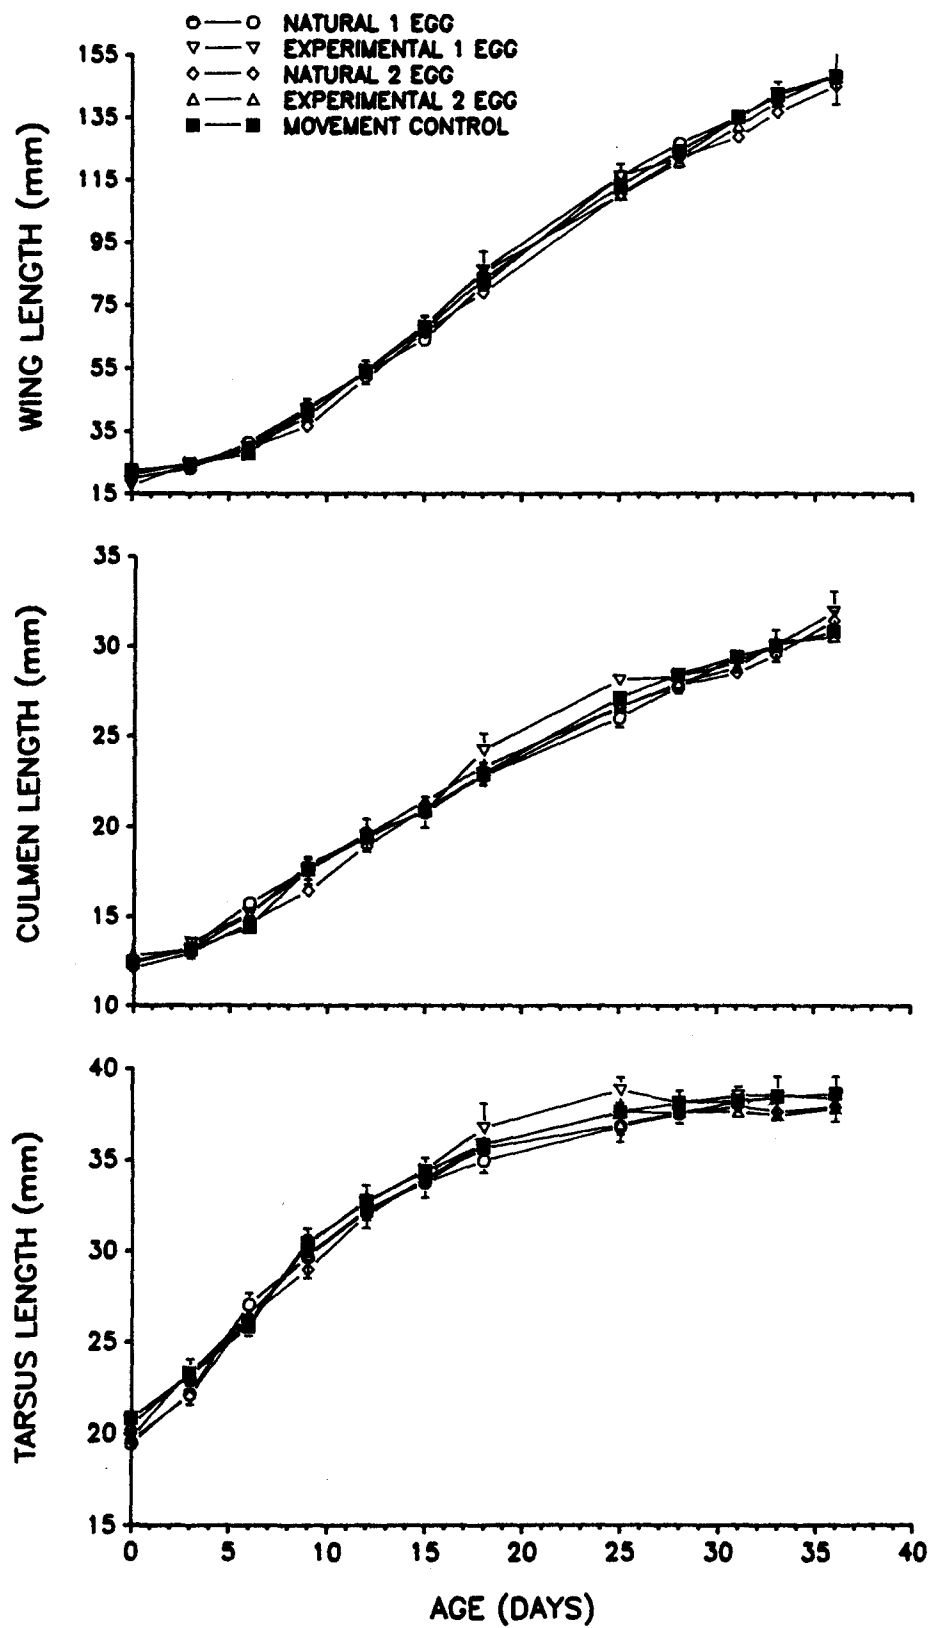 NATURAL 1 EGG
EXPERIMENTAL 1 EGG
NATURAL 2 EGG
EXPERIMENTAL 2 EGG
MOVEMENT CONTROL
WING LENGTH (mm)
155
135
115
95
75
55
35
15
CULMEN LENGTH (mm)
35
30
25
20
15
10
TARSUS LENGTH (mm)
40
35
30
25
20
15
0 5 10 15 20 25 30 35 40
AGE (DAYS)